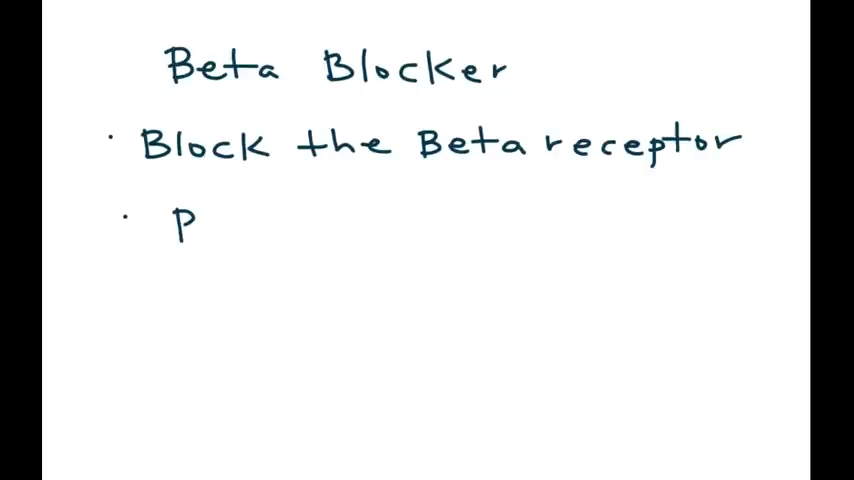 Beta Blocker
· Block the Beta receptor
· P